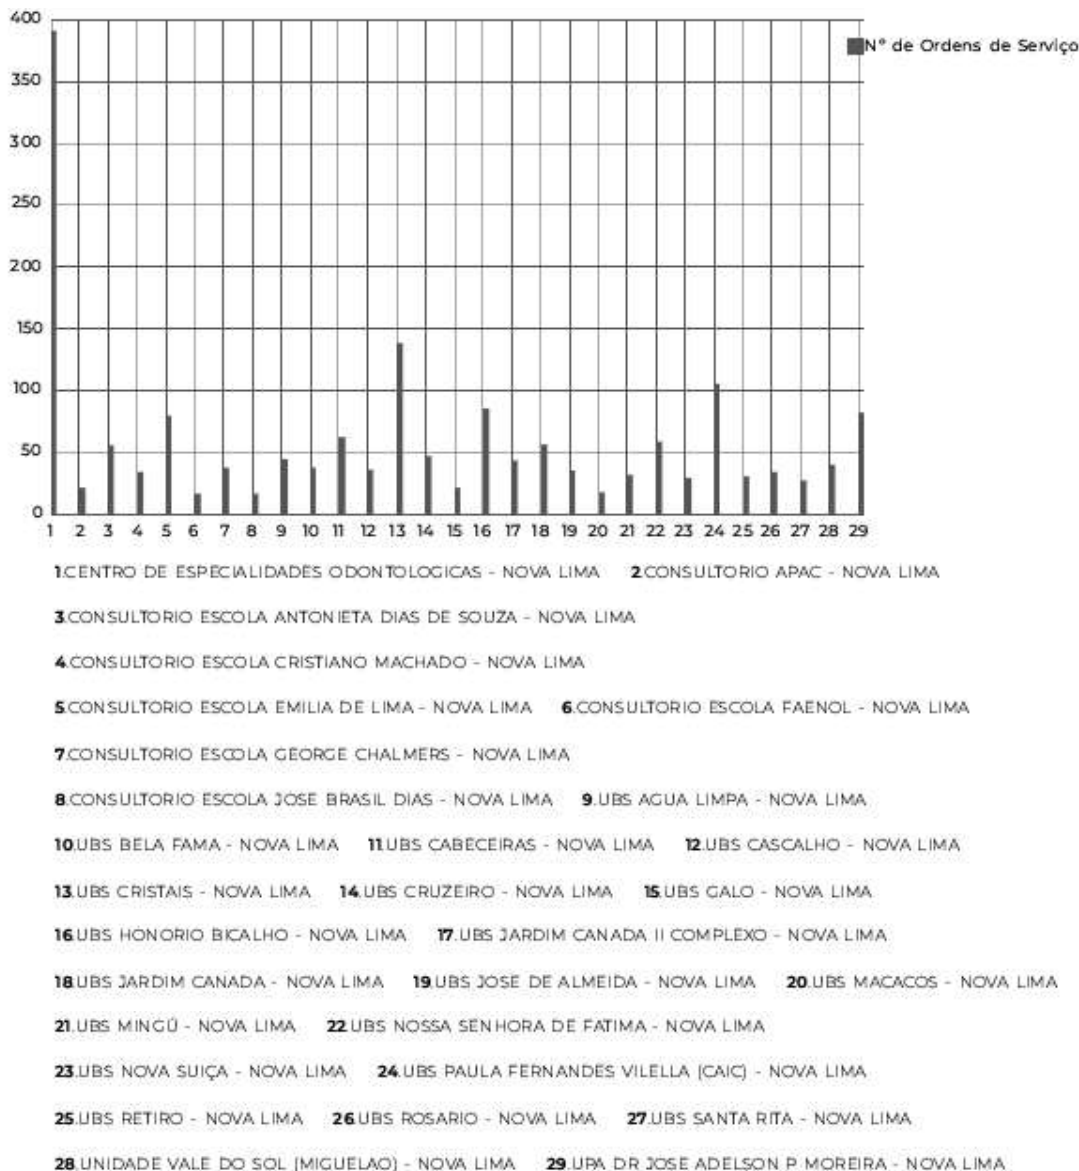 400
N° de Ordens de Serviço
350
300
250
200
150
100
50
0
1 2 3 4 5 6 7 8 9 10 11 12 13 14 15 16 17 18 19 20 21 22 23 24 25 26 27 28 29
1.CENTRO DE ESPECIALIDADES ODONTOLOGICAS - NOVA LIMA 2.CONSULTORIO APAC - NOVA LIMA
3.CONSULTORIO ESCOLA ANTONIETA DIAS DE SOUZA - NOVA LIMA
4.CONSULTORIO ESCOLA CRISTIANO MACHADO - NOVA LIMA
5.CONSULTORIO ESCOLA EMILIA DE LIMA - NOVA LIMA 6.CONSULTORIO ESCOLA FAENOL - NOVA LIMA
7.CONSULTORIO ESCOLA GEORGE CHALMERS - NOVA LIMA
8.CONSULTORIO ESCOLA JOSE BRASIL DIAS - NOVA LIMA 9.UBS AGUA LIMPA - NOVA LIMA
10.UBS BELA FAMA - NOVA LIMA 11.UBS CABECEIRAS - NOVA LIMA 12.UBS CASCALHO - NOVA LIMA
13.UBS CRISTAIS - NOVA LIMA 14.UBS CRUZEIRO - NOVA LIMA 15.UBS GALO - NOVA LIMA
16.UBS HONORIO BICALHO - NOVA LIMA 17.UBS JARDIM CANADA II COMPLEXO - NOVA LIMA
18.UBS JARDIM CANADA - NOVA LIMA 19.UBS JOSE DE ALMEIDA - NOVA LIMA 20.UBS MACACOS - NOVA LIMA
21.UBS MINGÚ - NOVA LIMA 22.UBS NOSSA SENHORA DE FATIMA - NOVA LIMA
23.UBS NOVA SUIÇA - NOVA LIMA 24.UBS PAULA FERNANDES VILELLA (CAIC) - NOVA LIMA
25.UBS RETIRO - NOVA LIMA 26.UBS ROSARIO - NOVA LIMA 27.UBS SANTA RITA - NOVA LIMA
28.UNIDADE VALE DO SOL (MIGUELAO) - NOVA LIMA 29.UPA DR JOSE ADELSON P MOREIRA - NOVA LIMA